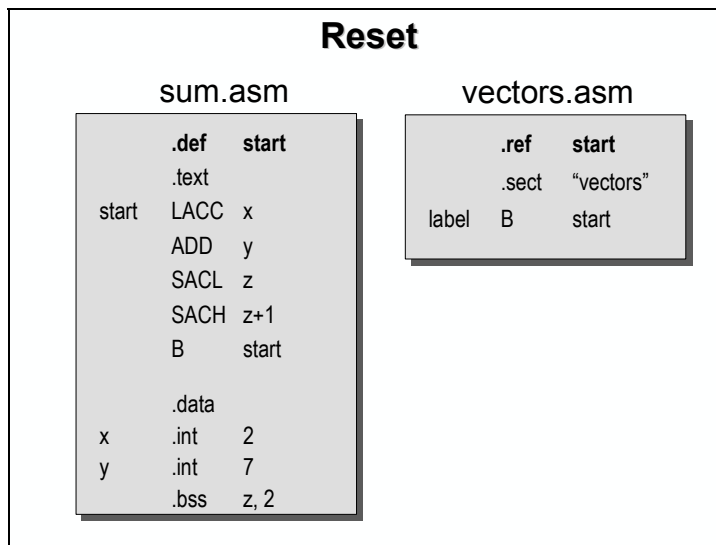 Reset
sum.asm
.def start
.text
start LACC x
ADD y
SACL z
SACH z+1
B start
.data
x .int 2
y .int 7
.bss z, 2
vectors.asm
.ref start
.sect “vectors”
label B start